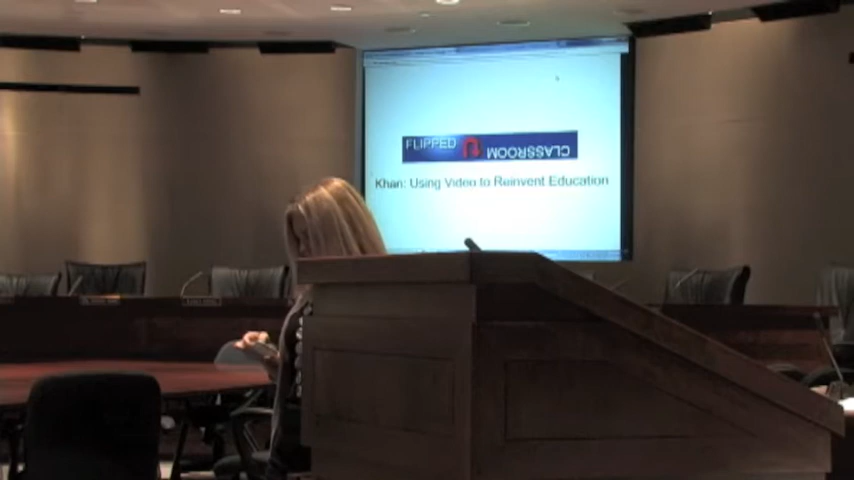 FLIPPED CLASSROOM
Khan: Using Video to Reinvent Education